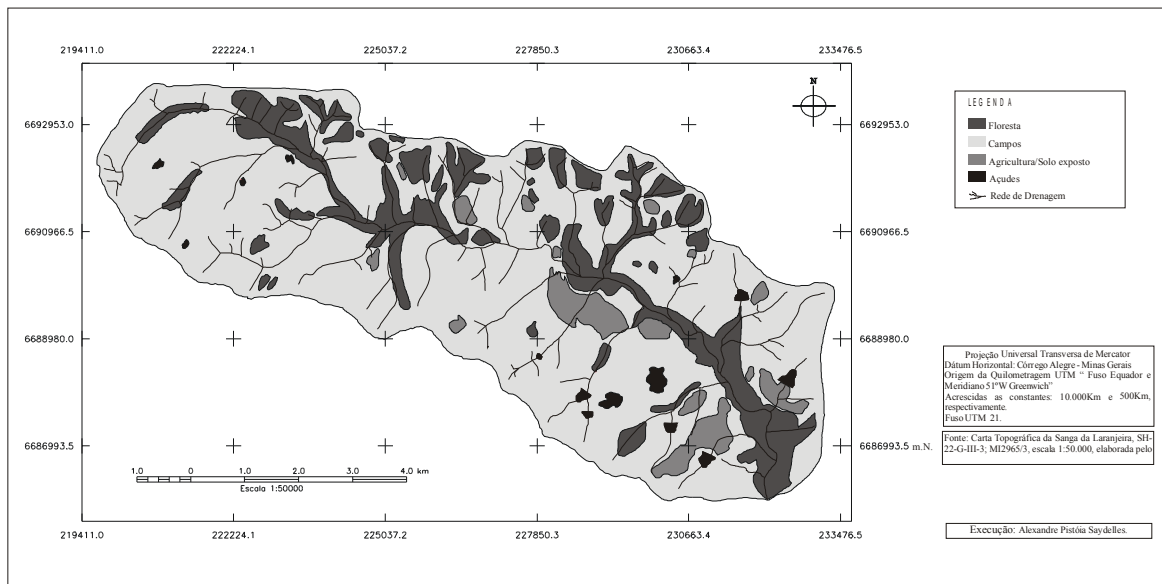 219411.0 222224.1 225037.2 227850.3 230663.4 233476.5
N
6692953.0 6692953.0
6690966.5 6690966.5
6688980.0 6688980.0
6686993.5 6686993.5 m.N.
1.0 0 1.0 2.0 3.0 4.0 km
Escala 1:50000
219411.0 222224.1 225037.2 227850.3 230663.4 233476.5
LEGENDA
Floresta
Campos
Agricultura/Solo exposto
Açudes
Rede de Drenagem
Projeção Universal Transversa de Mercator
Dátum Horizontal: Córrego Alegre - Minas Gerais
Origem da Quilometragem UTM “ Fuso Equador e
Meridiano 51ºW Greenwich”
Acrescidas as constantes: 10.000Km e 500Km,
respectivamente.
Fuso UTM 21.
Fonte: Carta Topográfica da Sanga da Laranjeira, SH-
22-G-III-3; MI2965/3, escala 1:50.000, elaborada pelo
Execução: Alexandre Pistóia Saydelles.